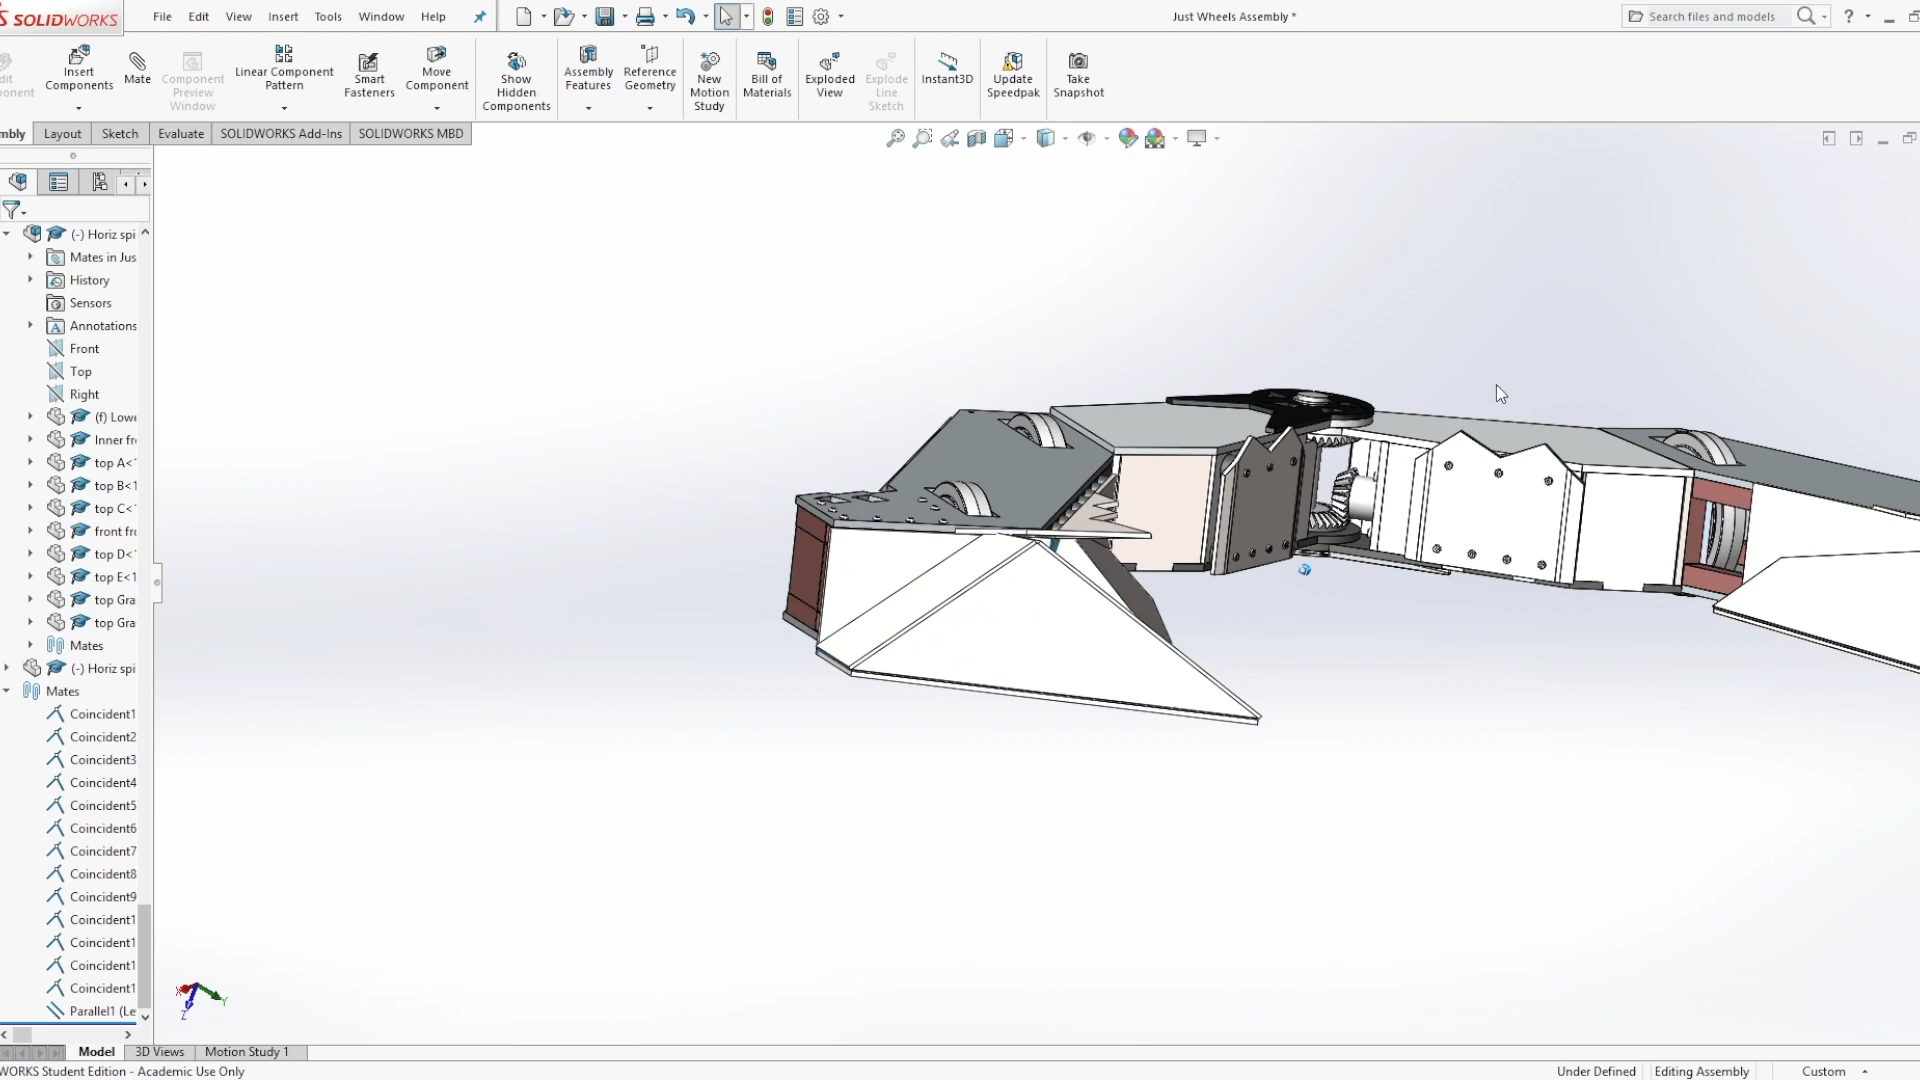 SOLIDWORKS File Edit View Insert Tools Window Help Just Wheels Assembly * Search files and models ?
Insert Components
Mate
Component Preview Window
Linear Component Pattern
Smart Fasteners
Move Component
Show Hidden Components
Assembly Features
Reference Geometry
New Motion Study
Bill of Materials
Exploded View
Explode Line Sketch
Instant3D
Update Speedpak
Take Snapshot
mbly Layout Sketch Evaluate SOLIDWORKS Add-Ins SOLIDWORKS MBD
(-) Horiz spi
Mates in Jus
History
Sensors
Annotations
Front
Top
Right
(f) Lowe
Inner fr
top A<
top B<1
top C<
front fr
top D<
top E<1
top Gra
top Gra
Mates
(-) Horiz spi
Mates
Coincident1
Coincident2
Coincident3
Coincident4
Coincident5
Coincident6
Coincident7
Coincident8
Coincident9
Coincident1
Coincident1
Coincident1
Coincident1
Parallel1 (Le
X Y Z
Model 3D Views Motion Study 1
WORKS Student Edition - Academic Use Only Under Defined Editing Assembly Custom